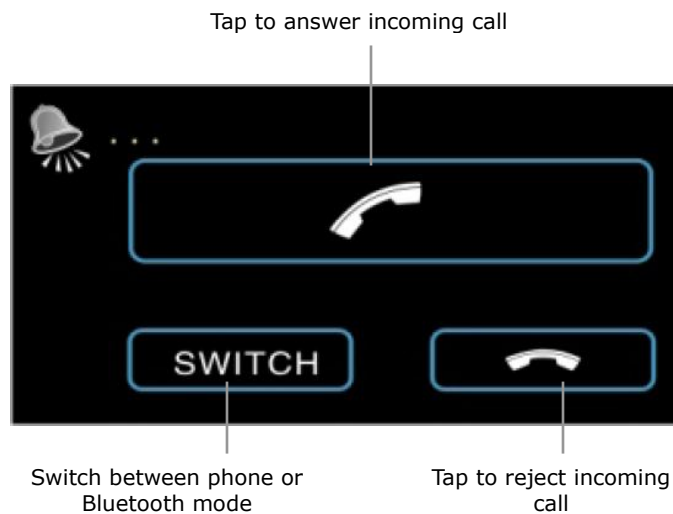 Tap to answer incoming call
SWITCH
Switch between phone or
Bluetooth mode
Tap to reject incoming
call